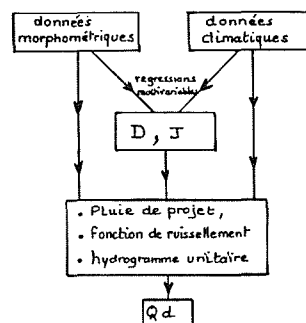 données
morphométriques
données
climatiques
regressions
multivariables
D, J
• Pluie de projet,
• fonction de ruissellement
• hydrogramme unitaire
Qd